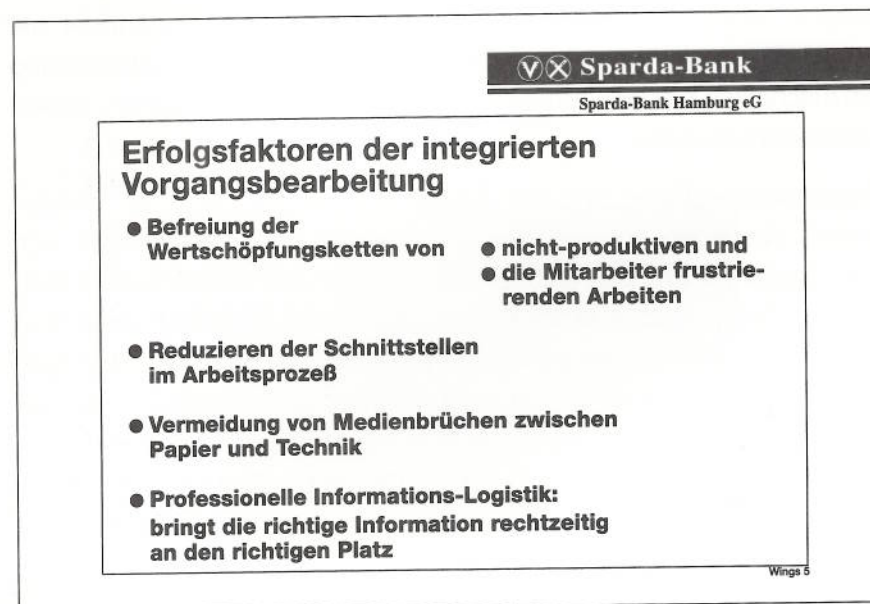 Sparda-Bank
Sparda-Bank Hamburg eG
Erfolgsfaktoren der integrierten
Vorgangsbearbeitung
● Befreiung der
Wertschöpfungsketten von
● nicht-produktiven und
● die Mitarbeiter frustrie-
renden Arbeiten
● Reduzieren der Schnittstellen
im Arbeitsprozeß
● Vermeidung von Medienbrüchen zwischen
Papier und Technik
● Professionelle Informations-Logistik:
bringt die richtige Information rechtzeitig
an den richtigen Platz
Wings 5